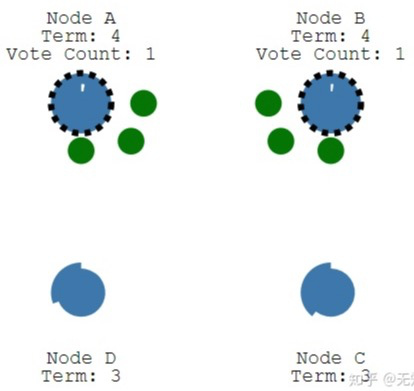 Node A
Term: 4
Vote Count: 1
Node B
Term: 4
Vote Count: 1
Node D
Term: 3
Node C
Term: 3
知乎 @无